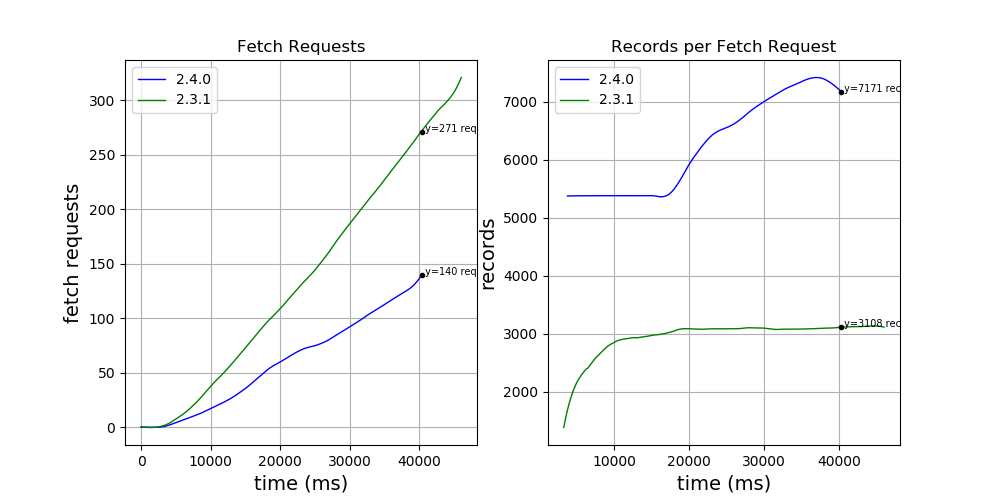 Fetch Requests
2.4.0
2.3.1
300
250
200
150
100
50
0
fetch requests
y=271 req
y=140 req
0 10000 20000 30000 40000
time (ms)
Records per Fetch Request
2.4.0
2.3.1
7000
6000
5000
4000
3000
2000
records
y=7171 rec
y=3108 rec
10000 20000 30000 40000
time (ms)